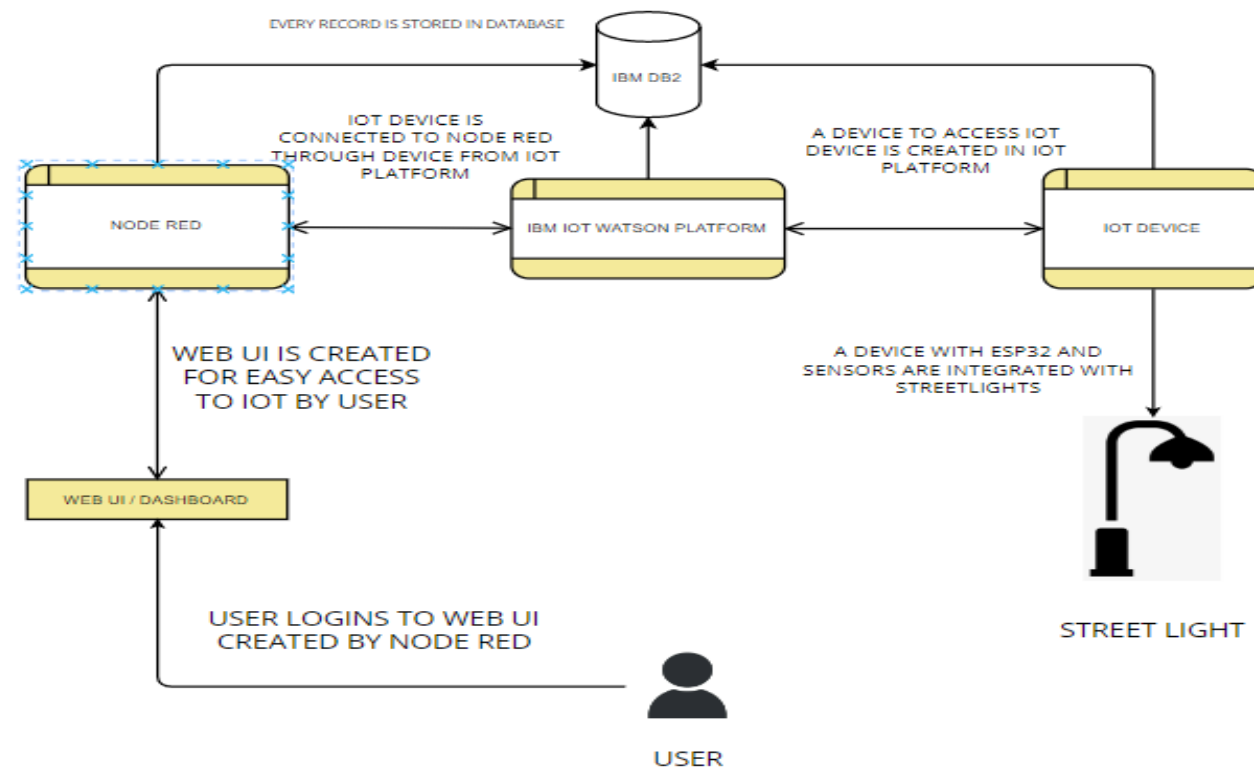 EVERY RECORD IS STORED IN DATABASE
IBM DB2
IOT DEVICE IS
CONNECTED TO NODE RED
THROUGH DEVICE FROM IOT
PLATFORM
A DEVICE TO ACCESS IOT
DEVICE IS CREATED IN IOT
PLATFORM
NODE RED
IBM IOT WATSON PLATFORM
IOT DEVICE
WEB UI IS CREATED
FOR EASY ACCESS
TO IOT BY USER
A DEVICE WITH ESP32 AND
SENSORS ARE INTEGRATED WITH
STREETLIGHTS
WEB UI / DASHBOARD
USER LOGINS TO WEB UI
CREATED BY NODE RED
STREET LIGHT
USER